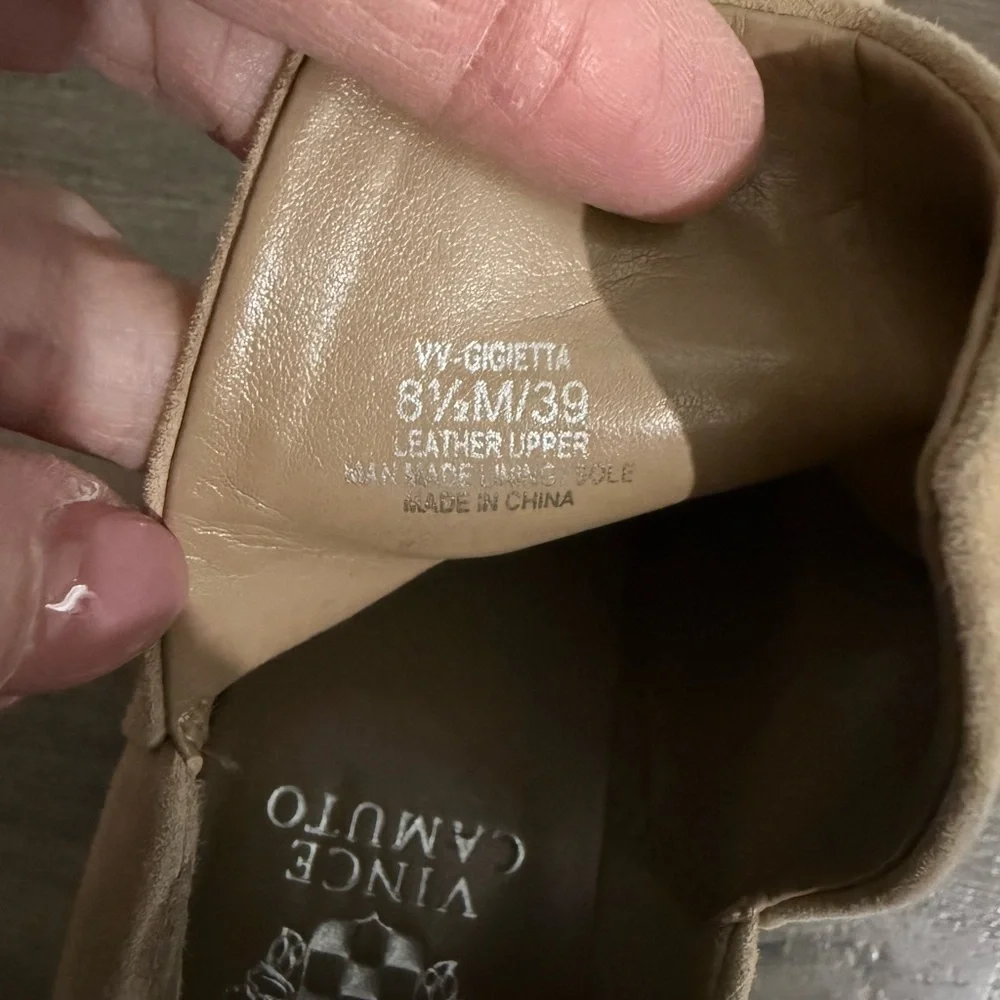 VV-GIGIETTA
8½M/39
LEATHER UPPER
MAN MADE LINING/SOLE
MADE IN CHINA
VINCE
CAMUTO